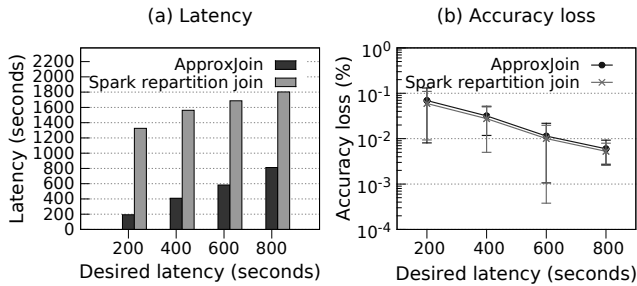 (a) Latency
Latency (seconds)
2200
2000
1800
1600
1400
1200
1000
800
600
400
200
0
ApproxJoin
Spark repartition join
200 400 600 800
Desired latency (seconds)
(b) Accuracy loss
Accuracy loss (%)
10^0
10^-1
10^-2
10^-3
10^-4
ApproxJoin
Spark repartition join
200 400 600 800
Desired latency (seconds)